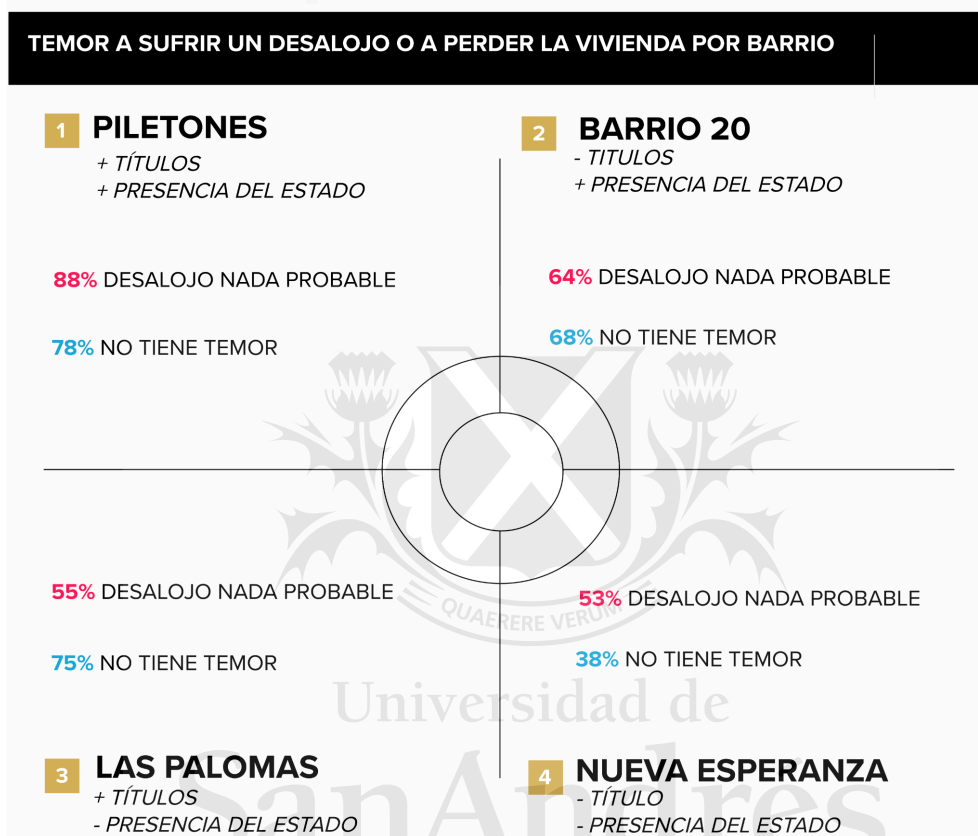 TEMOR A SUFRIR UN DESALOJO O A PERDER LA VIVIENDA POR BARRIO
1 PILETONES
+ TÍTULOS
+ PRESENCIA DEL ESTADO
88% DESALOJO NADA PROBABLE
78% NO TIENE TEMOR
2 BARRIO 20
- TITULOS
+ PRESENCIA DEL ESTADO
64% DESALOJO NADA PROBABLE
68% NO TIENE TEMOR
55% DESALOJO NADA PROBABLE
75% NO TIENE TEMOR
3 LAS PALOMAS
+ TÍTULOS
- PRESENCIA DEL ESTADO
53% DESALOJO NADA PROBABLE
38% NO TIENE TEMOR
4 NUEVA ESPERANZA
- TÍTULO
- PRESENCIA DEL ESTADO
QUAERERE VERUM
Universidad de
SanAndrés